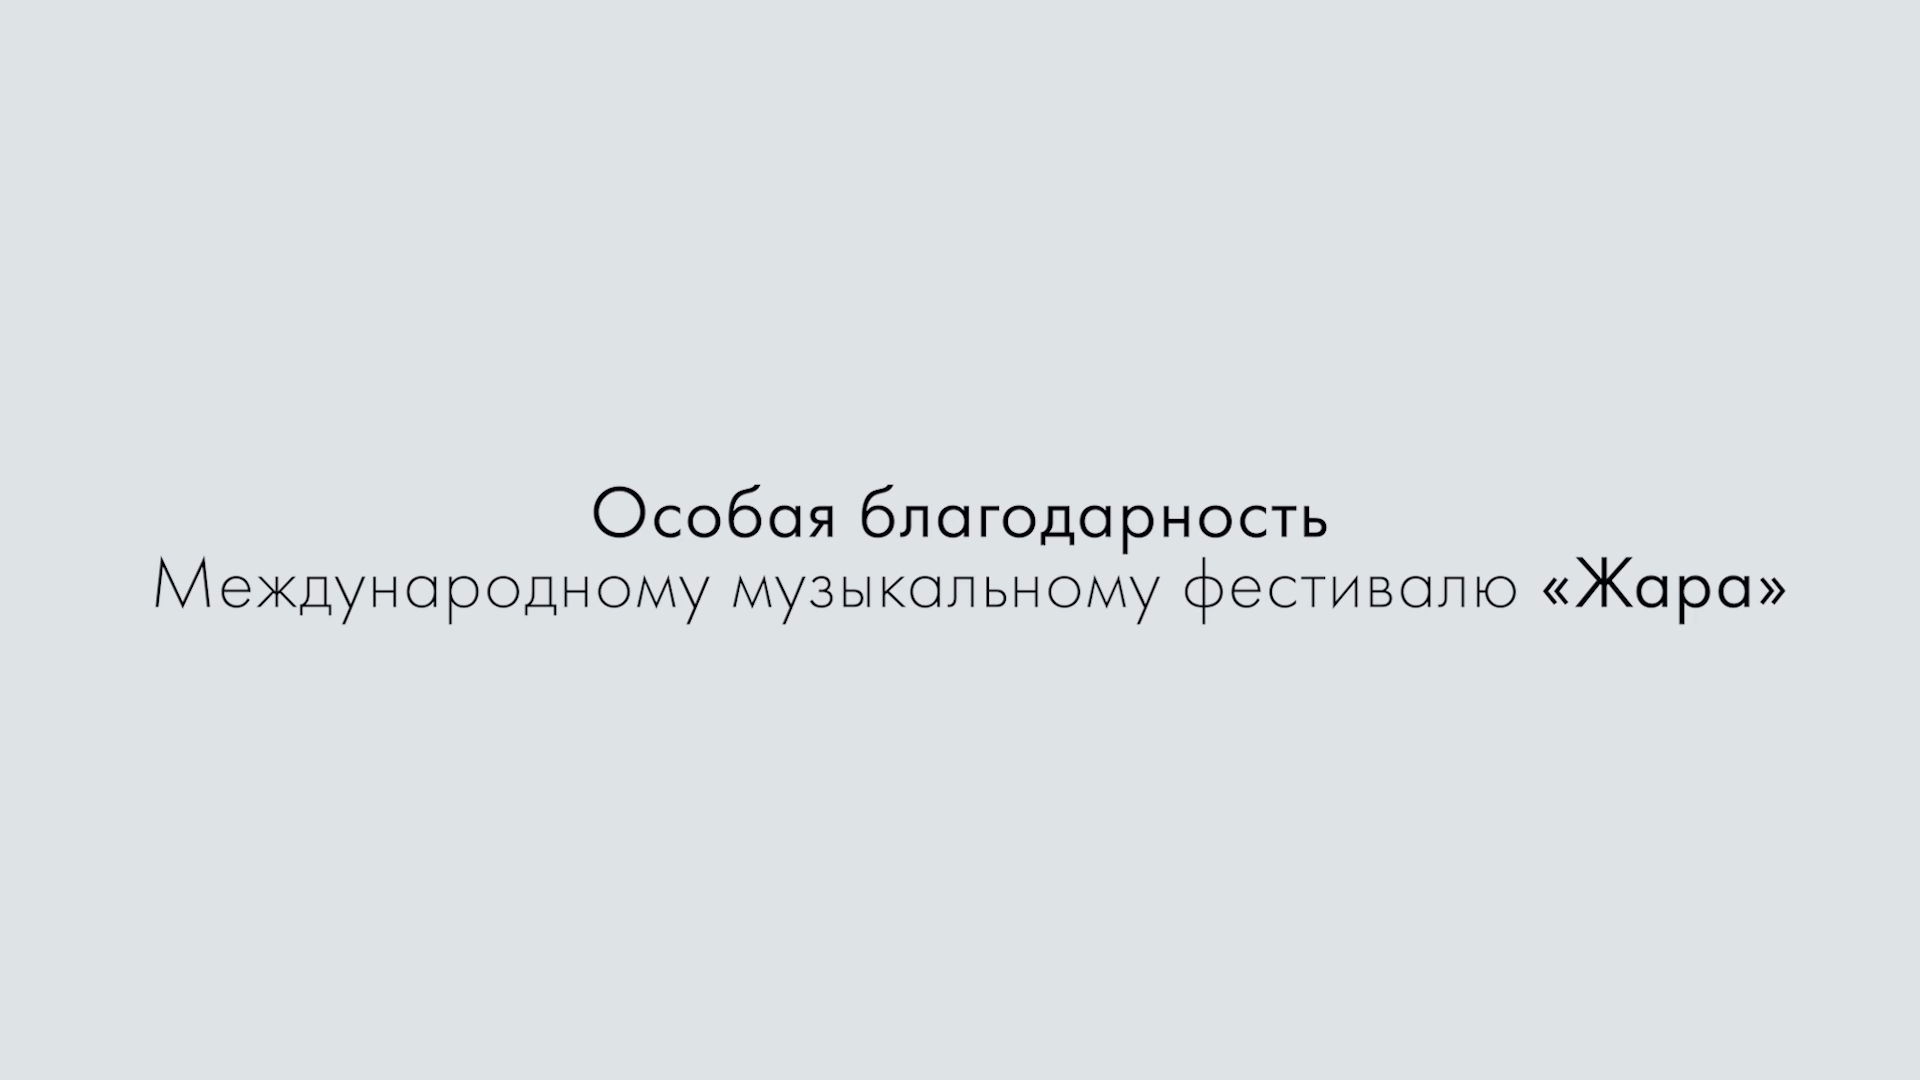 Особая благодарность
Международному музыкальному фестивалю «Жара»